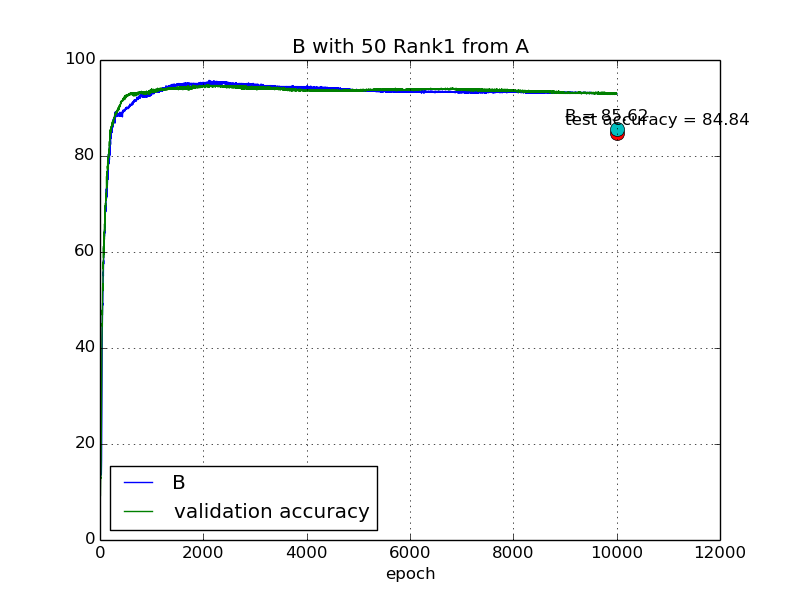 B with 50 Rank1 from A
100
80
60
40
20
0
B = 85.62
test accuracy = 84.84
B
validation accuracy
0 2000 4000 6000 8000 10000 12000
epoch